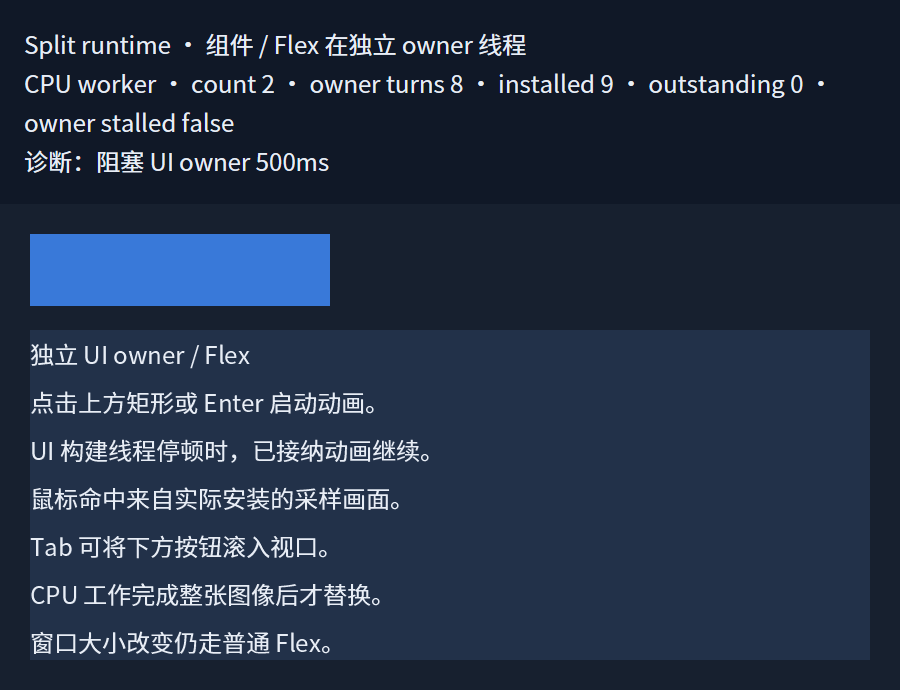 Split runtime · 组件 / Flex 在独立 owner 线程
CPU worker · count 2 · owner turns 8 · installed 9 · outstanding 0 ·
owner stalled false
诊断：阻塞 UI owner 500ms
独立 UI owner / Flex
点击上方矩形或 Enter 启动动画。
UI 构建线程停顿时，已接纳动画继续。
鼠标命中来自实际安装的采样画面。
Tab 可将下方按钮滚入视口。
CPU 工作完成整张图像后才替换。
窗口大小改变仍走普通 Flex。